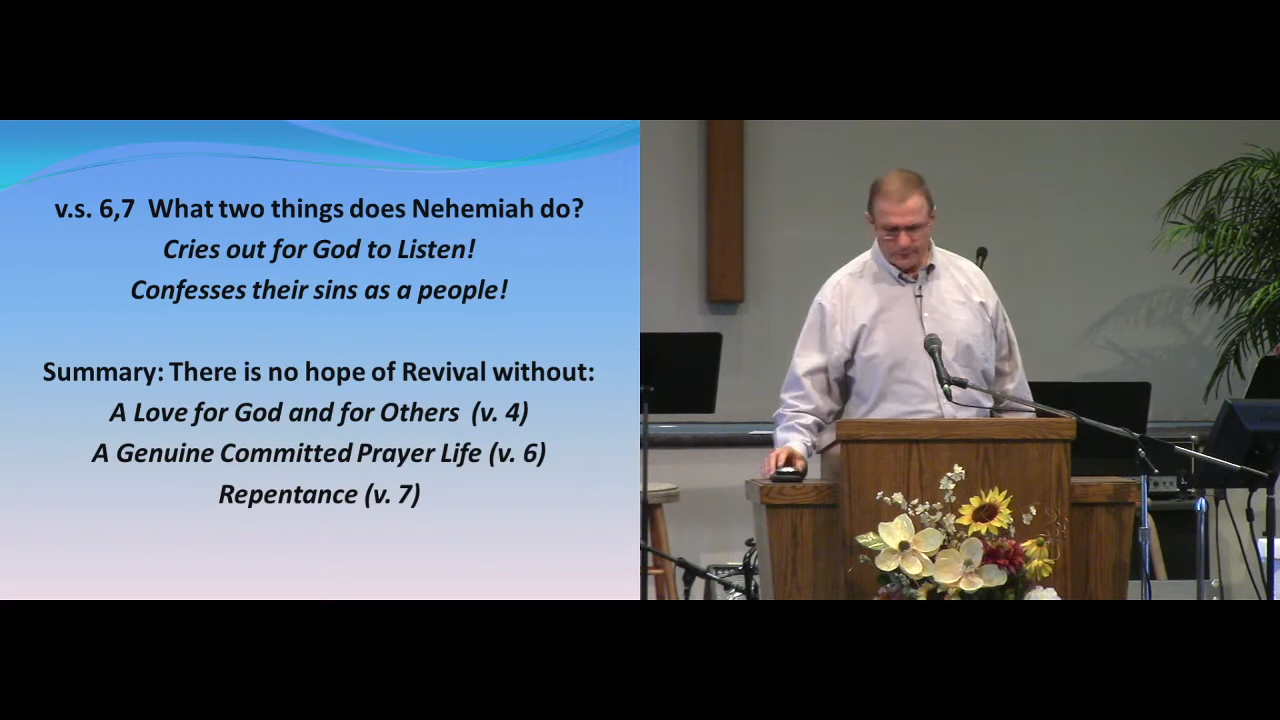 v.s. 6,7 What two things does Nehemiah do?
Cries out for God to Listen!
Confesses their sins as a people!
Summary: There is no hope of Revival without:
A Love for God and for Others (v. 4)
A Genuine Committed Prayer Life (v. 6)
Repentance (v. 7)